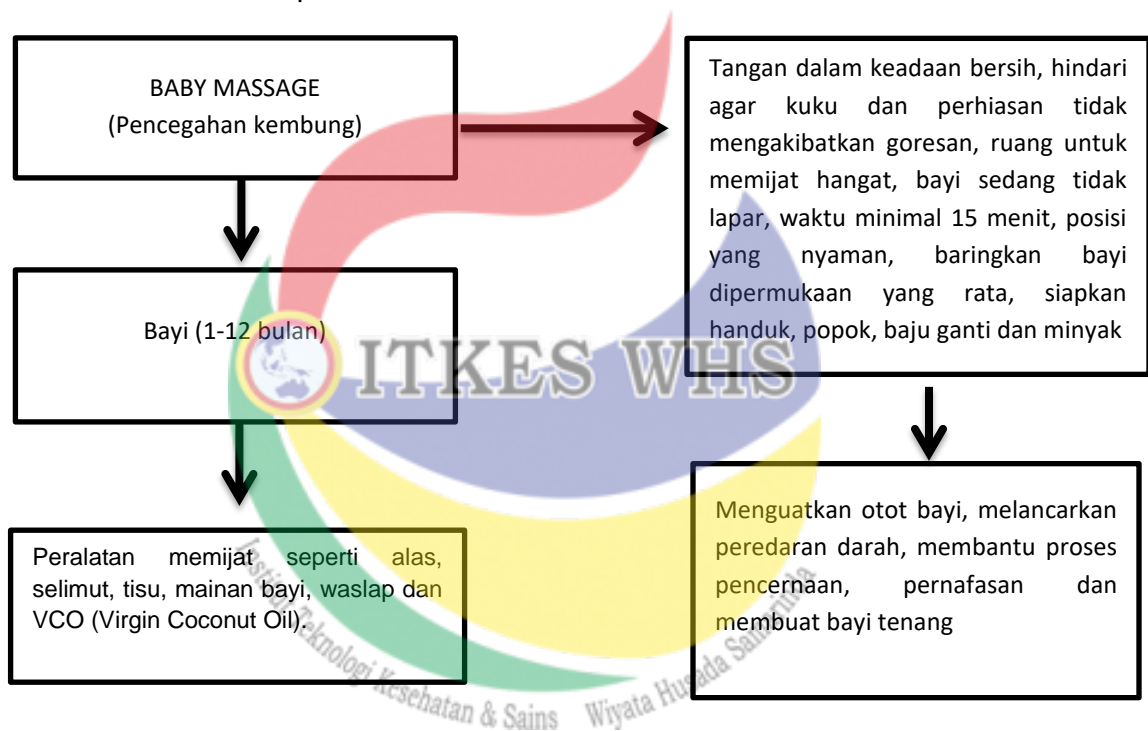 BABY MASSAGE
(Pencegahan kembung)
Bayi (1-12 bulan)
Peralatan memijat seperti alas,
selimut, tisu, mainan bayi, waslap dan
VCO (Virgin Coconut Oil).
Tangan dalam keadaan bersih, hindari
agar kuku dan perhiasan tidak
mengakibatkan goresan, ruang untuk
memijat hangat, bayi sedang tidak
lapar, waktu minimal 15 menit, posisi
yang nyaman, baringkan bayi
dipermukaan yang rata, siapkan
handuk, popok, baju ganti dan minyak
Menguatkan otot bayi, melancarkan
peredaran darah, membantu proses
pencernaan, pernafasan dan
membuat bayi tenang
ITKES WHS
Institut Teknologi Kesehatan & Sains Wiyata Husada Samarinda